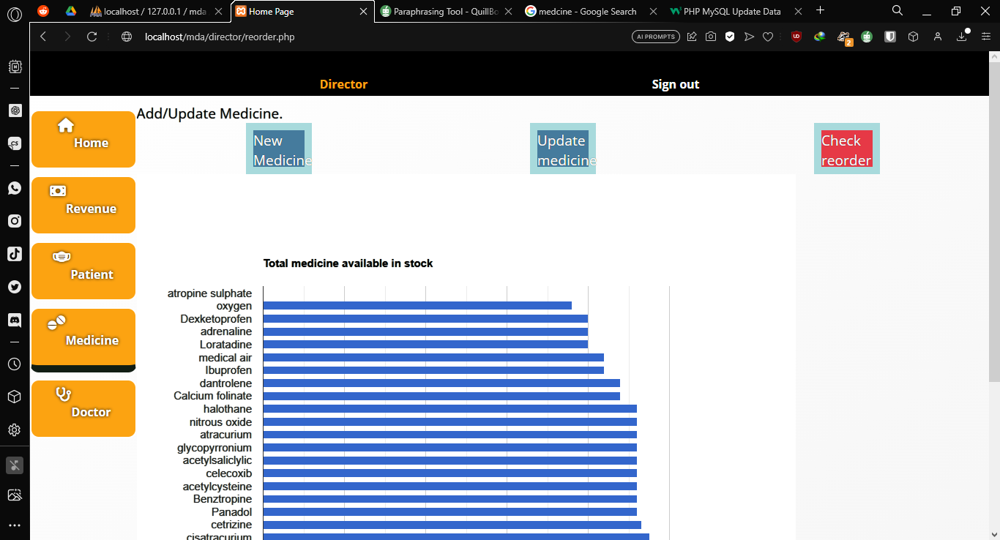 localhost / 127.0.0.1 / mda
Home Page
Paraphrasing Tool - QuillBo
medcine - Google Search
PHP MySQL Update Data
localhost/mda/director/reorder.php
AI PROMPTS
2
Director
Sign out
Add/Update Medicine.
Home
Revenue
Patient
Medicine
Doctor
New
Medicine
Update
medicine
Check
reorder
Total medicine available in stock
atropine sulphate
oxygen
Dexketoprofen
adrenaline
Loratadine
medical air
Ibuprofen
dantrolene
Calcium folinate
halothane
nitrous oxide
atracurium
glycopyrronium
acetylsaliclylic
celecoxib
acetylcysteine
Benztropine
Panadol
cetrizine
cisatracurium